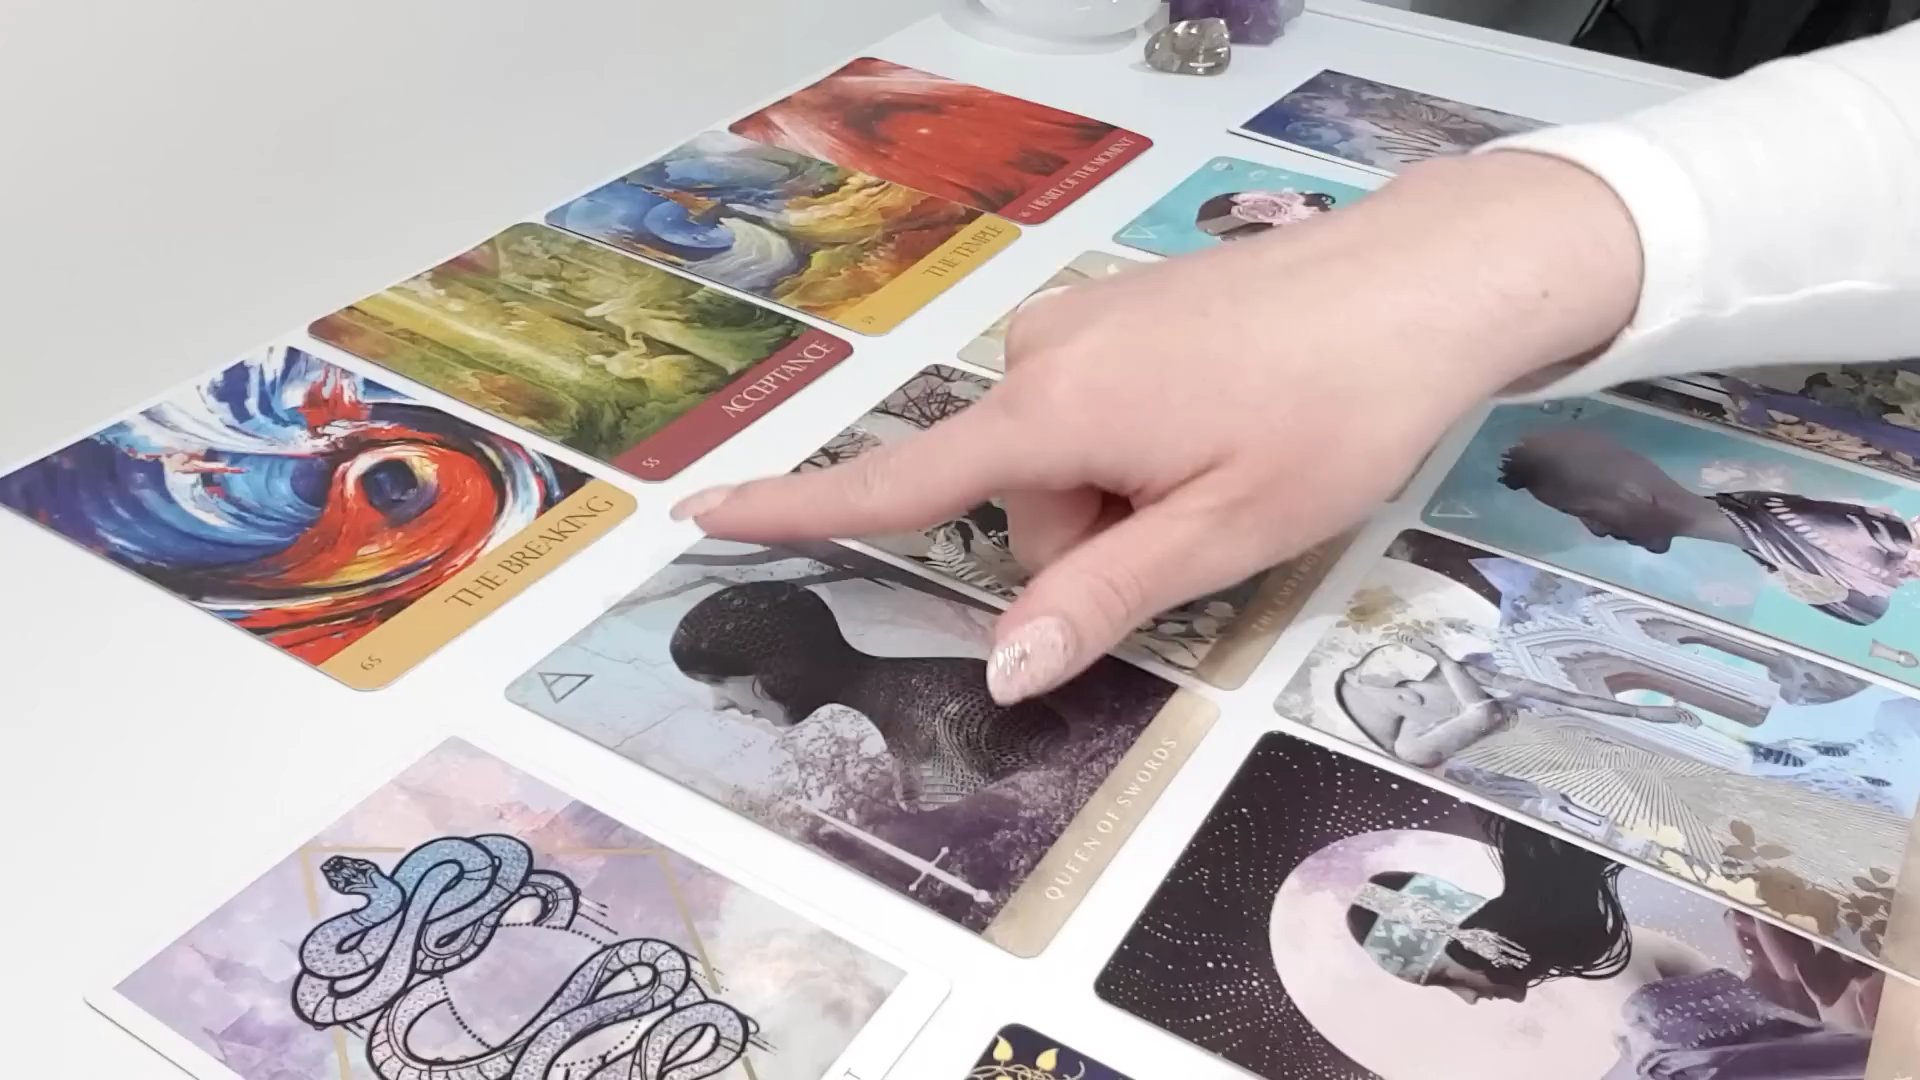 HEART OF THE MOMENT
THE TEMPLE
ACCEPTANCE
55
THE BREAKING
65
QUEEN OF SWORDS